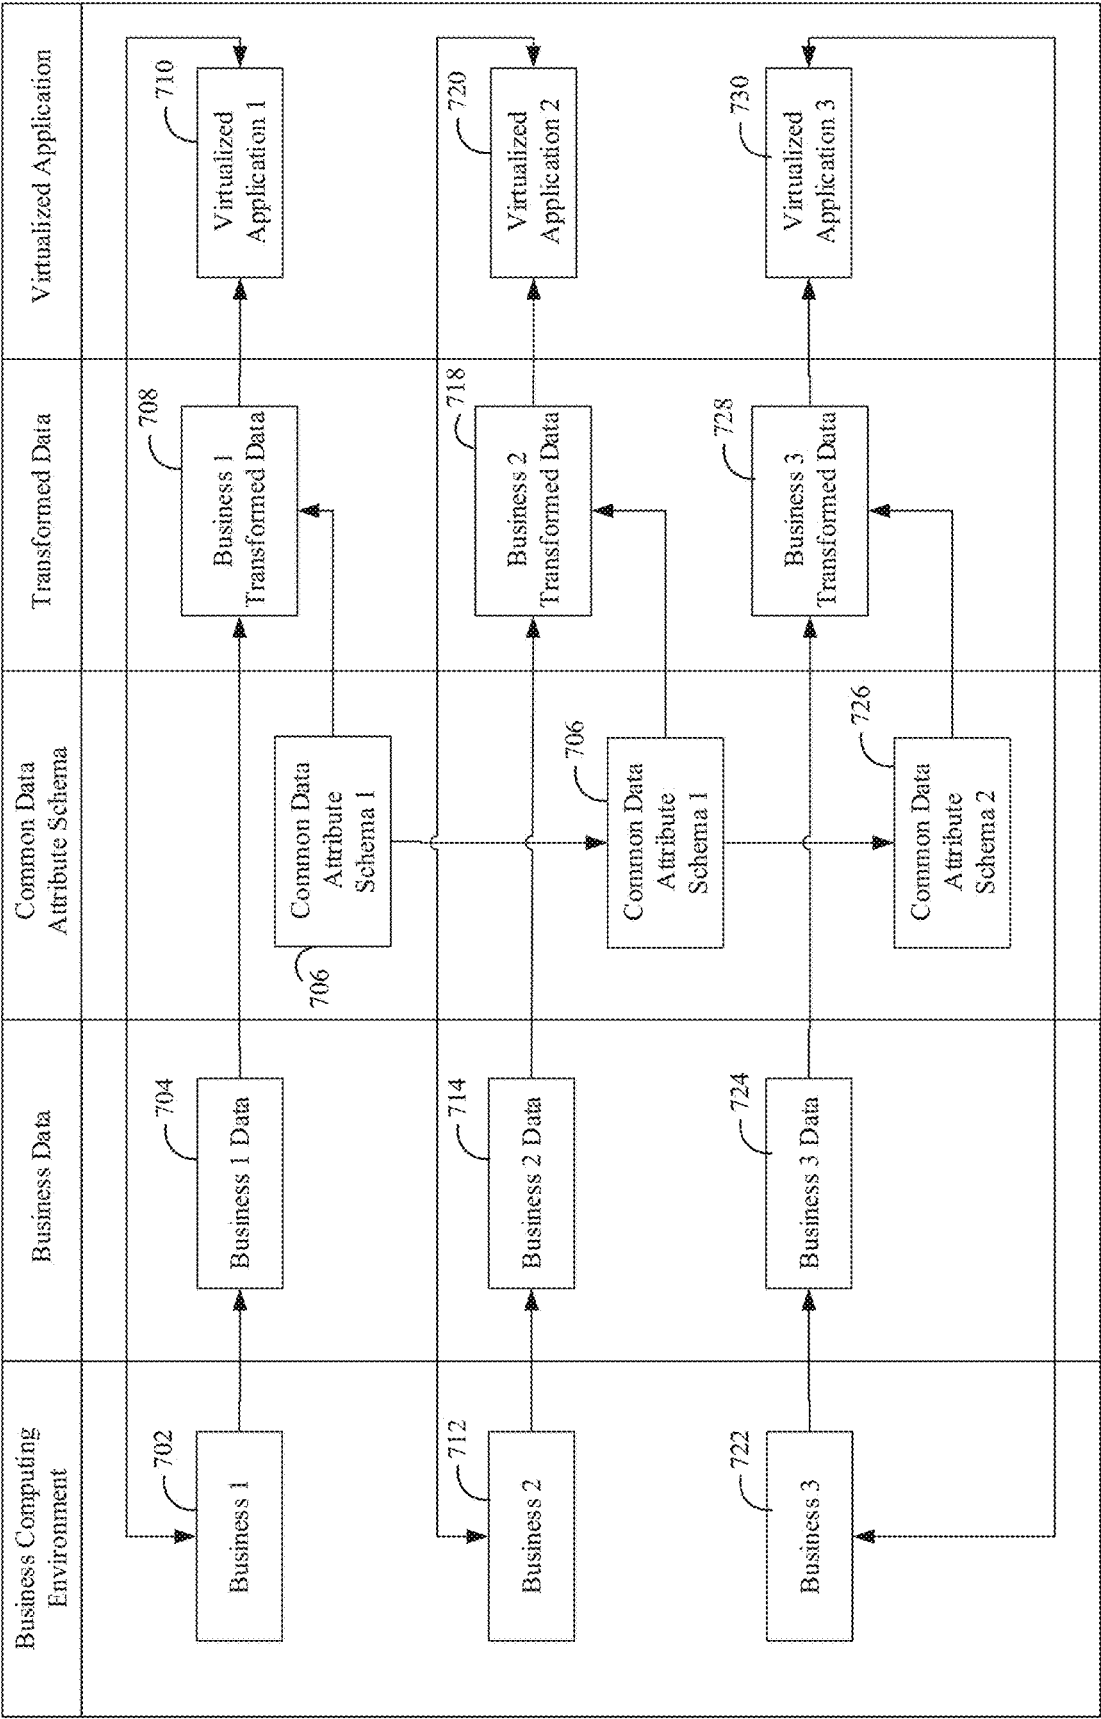 Business Computing
Environment
Business Data
Common Data
Attribute Schema
Transformed Data
Virtualized Application
702
Business 1
704
Business 1 Data
706
Common Data
Attribute
Schema 1
708
Business 1
Transformed Data
710
Virtualized
Application 1
712
Business 2
714
Business 2 Data
706
Common Data
Attribute
Schema 1
718
Business 2
Transformed Data
720
Virtualized
Application 2
722
Business 3
724
Business 3 Data
726
Common Data
Attribute
Schema 2
728
Business 3
Transformed Data
730
Virtualized
Application 3